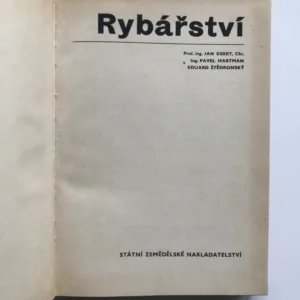 Rybářství
Prof. Ing. JAN EGERT, CSc.
Ing. PAVEL HARTMAN
EDUARD ŠTĚDRONSKÝ
STÁTNÍ ZEMĚDĚLSKÉ NAKLADATELSTVÍ